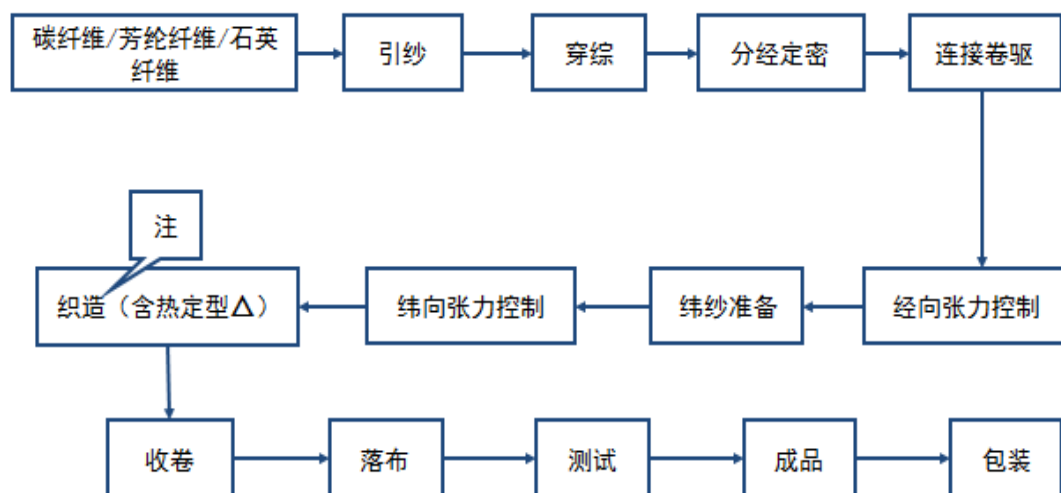 碳纤维/芳纶纤维/石英
纤维
引纱
穿综
分经定密
连接卷驱
注
织造（含热定型Δ）
纬向张力控制
纬纱准备
经向张力控制
收卷
落布
测试
成品
包装